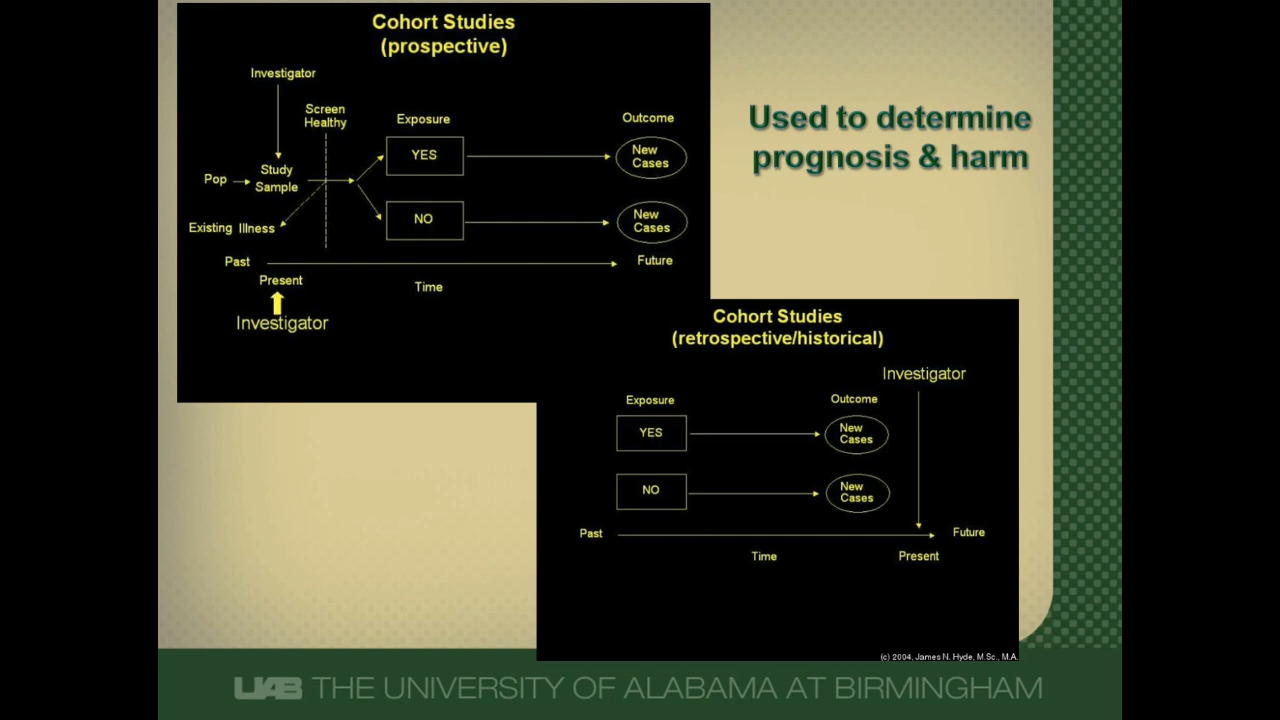 Cohort Studies
(prospective)
Investigator
Screen
Healthy
Exposure
Outcome
YES
New
Cases
Pop
Study
Sample
NO
New
Cases
Existing Illness
Past
Future
Present
Time
Investigator
Used to determine
prognosis & harm
Cohort Studies
(retrospective/historical)
Investigator
Exposure
Outcome
YES
New
Cases
NO
New
Cases
Past
Future
Time
Present
(c) 2004, James N. Hyde, M.Sc., M.A.
UAB THE UNIVERSITY OF ALABAMA AT BIRMINGHAM